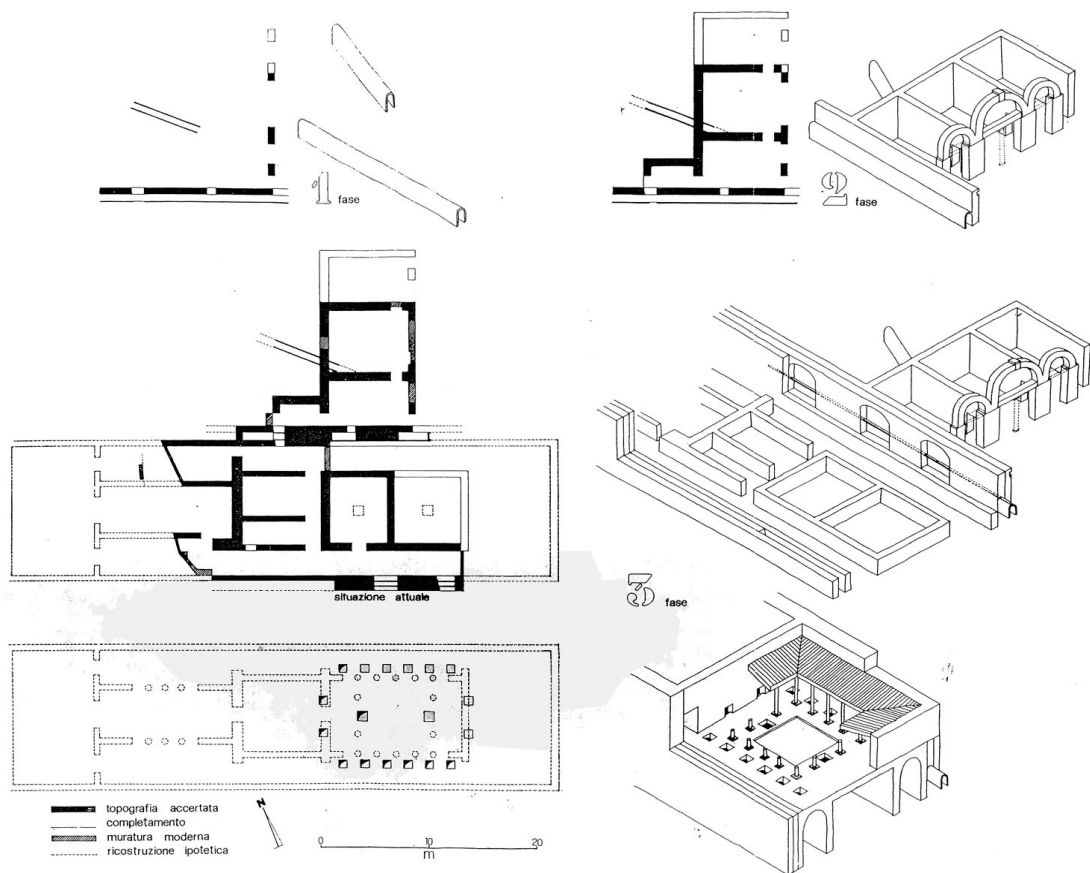 1 fase
2 fase
situazione attuale
3 fase
topografia accertata
completamento
muratura moderna
ricostruzione ipotetica
N
0 10 20
m